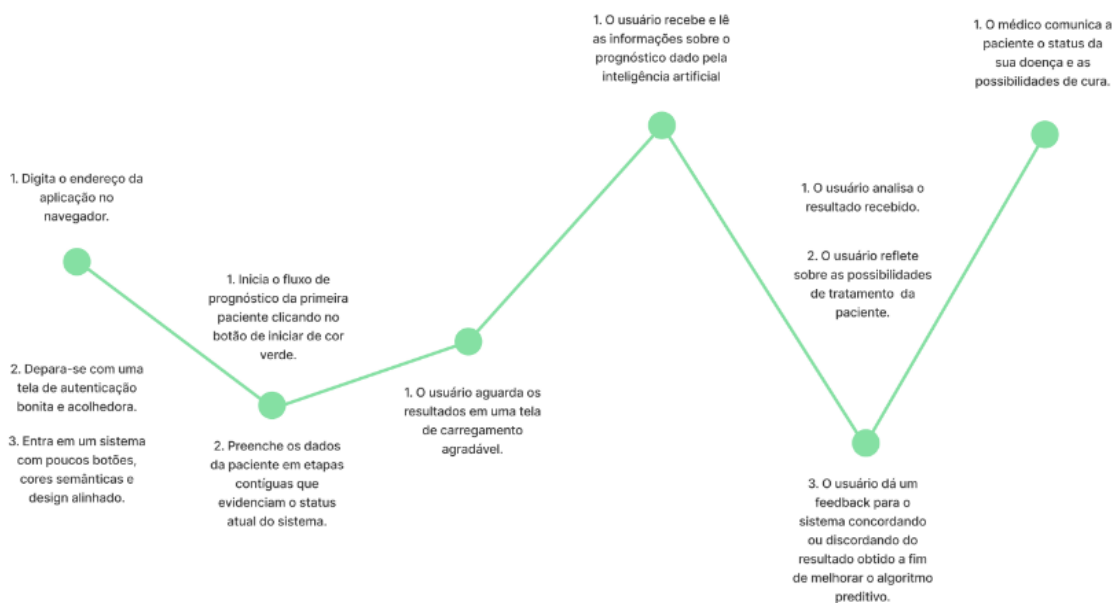 1. Digita o endereço da
aplicação no
navegador.
2. Depara-se com uma
tela de autenticação
bonita e acolhedora.
3. Entra em um sistema
com poucos botões,
cores semânticas e
design alinhado.
1. Inicia o fluxo de
prognóstico da primeira
paciente clicando no
botão de iniciar de cor
verde.
2. Preenche os dados
da paciente em etapas
contíguas que
evidenciam o status
atual do sistema.
1. O usuário aguarda os
resultados em uma tela
de carregamento
agradável.
1. O usuário recebe e lê
as informações sobre o
prognóstico dado pela
inteligência artificial
1. O usuário analisa o
resultado recebido.
2. O usuário reflete
sobre as possibilidades
de tratamento da
paciente.
3. O usuário dá um
feedback para o
sistema concordando
ou discordando do
resultado obtido a fim
de melhorar o algoritmo
preditivo.
1. O médico comunica a
paciente o status da
sua doença e as
possibilidades de cura.